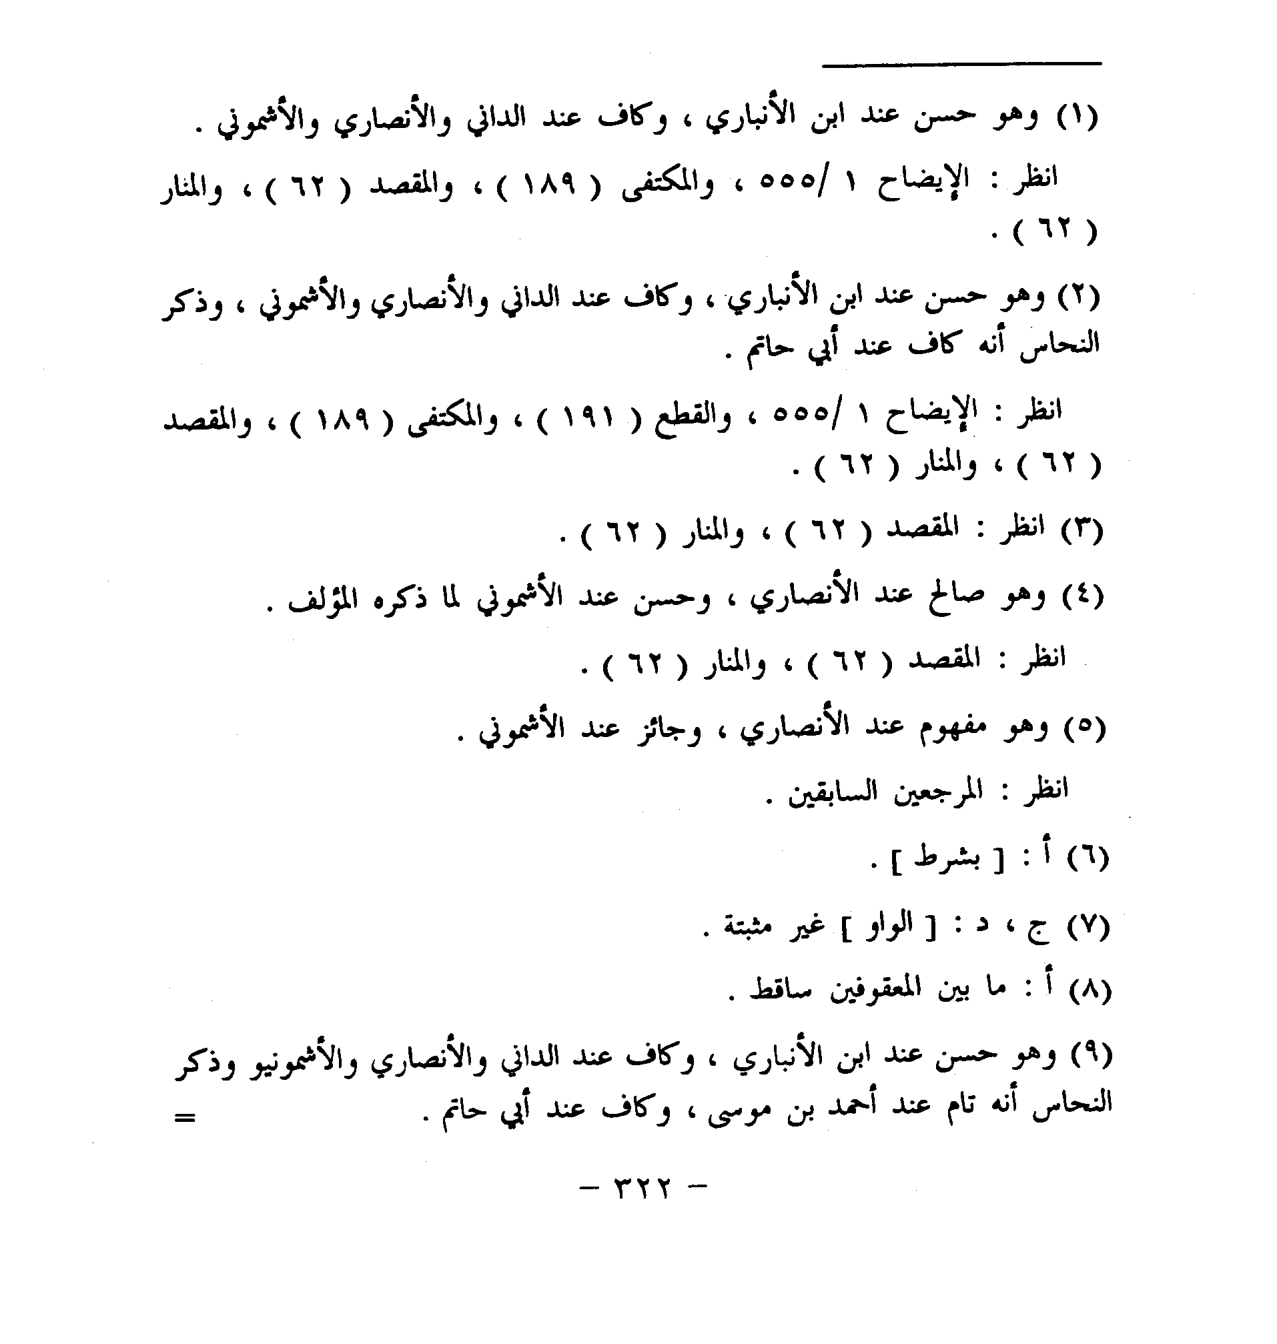 (١) وهو حسن عند ابن الأنباري ، وكاف عند الداني والأنصاري والأشموني .
انظر : الإيضاح ١ /٥٥٥ ، والمكتفى ( ١٨٩ ) ، والمقصد ( ٦٢ ) ، والمنار
( ٦٢ ) .
(٢) وهو حسن عند ابن الأنباري ، وكاف عند الداني والأنصاري والأشموني ، وذكر
النحاس أنه كاف عند أبي حاتم .
انظر : الإيضاح ١ /٥٥٥ ، والقطع ( ١٩١ ) ، والمكتفى ( ١٨٩ ) ، والمقصد
( ٦٢ ) ، والمنار ( ٦٢ ) .
(٣) انظر : المقصد ( ٦٢ ) ، والمنار ( ٦٢ ) .
(٤) وهو صالح عند الأنصاري ، وحسن عند الأشموني لما ذكره المؤلف .
انظر : المقصد ( ٦٢ ) ، والمنار ( ٦٢ ) .
(٥) وهو مفهوم عند الأنصاري ، وجائز عند الأشموني .
انظر : المرجعين السابقين .
(٦) أ : [ بشرط ] .
(٧) ج ، د : [ الواو ] غير مثبتة .
(٨) أ : ما بين المعقوفين ساقط .
(٩) وهو حسن عند ابن الأنباري ، وكاف عند الداني والأنصاري والأشمونيو وذكر
النحاس أنه تام عند أحمد بن موسى ، وكاف عند أبي حاتم . =
– ٣٢٢ –